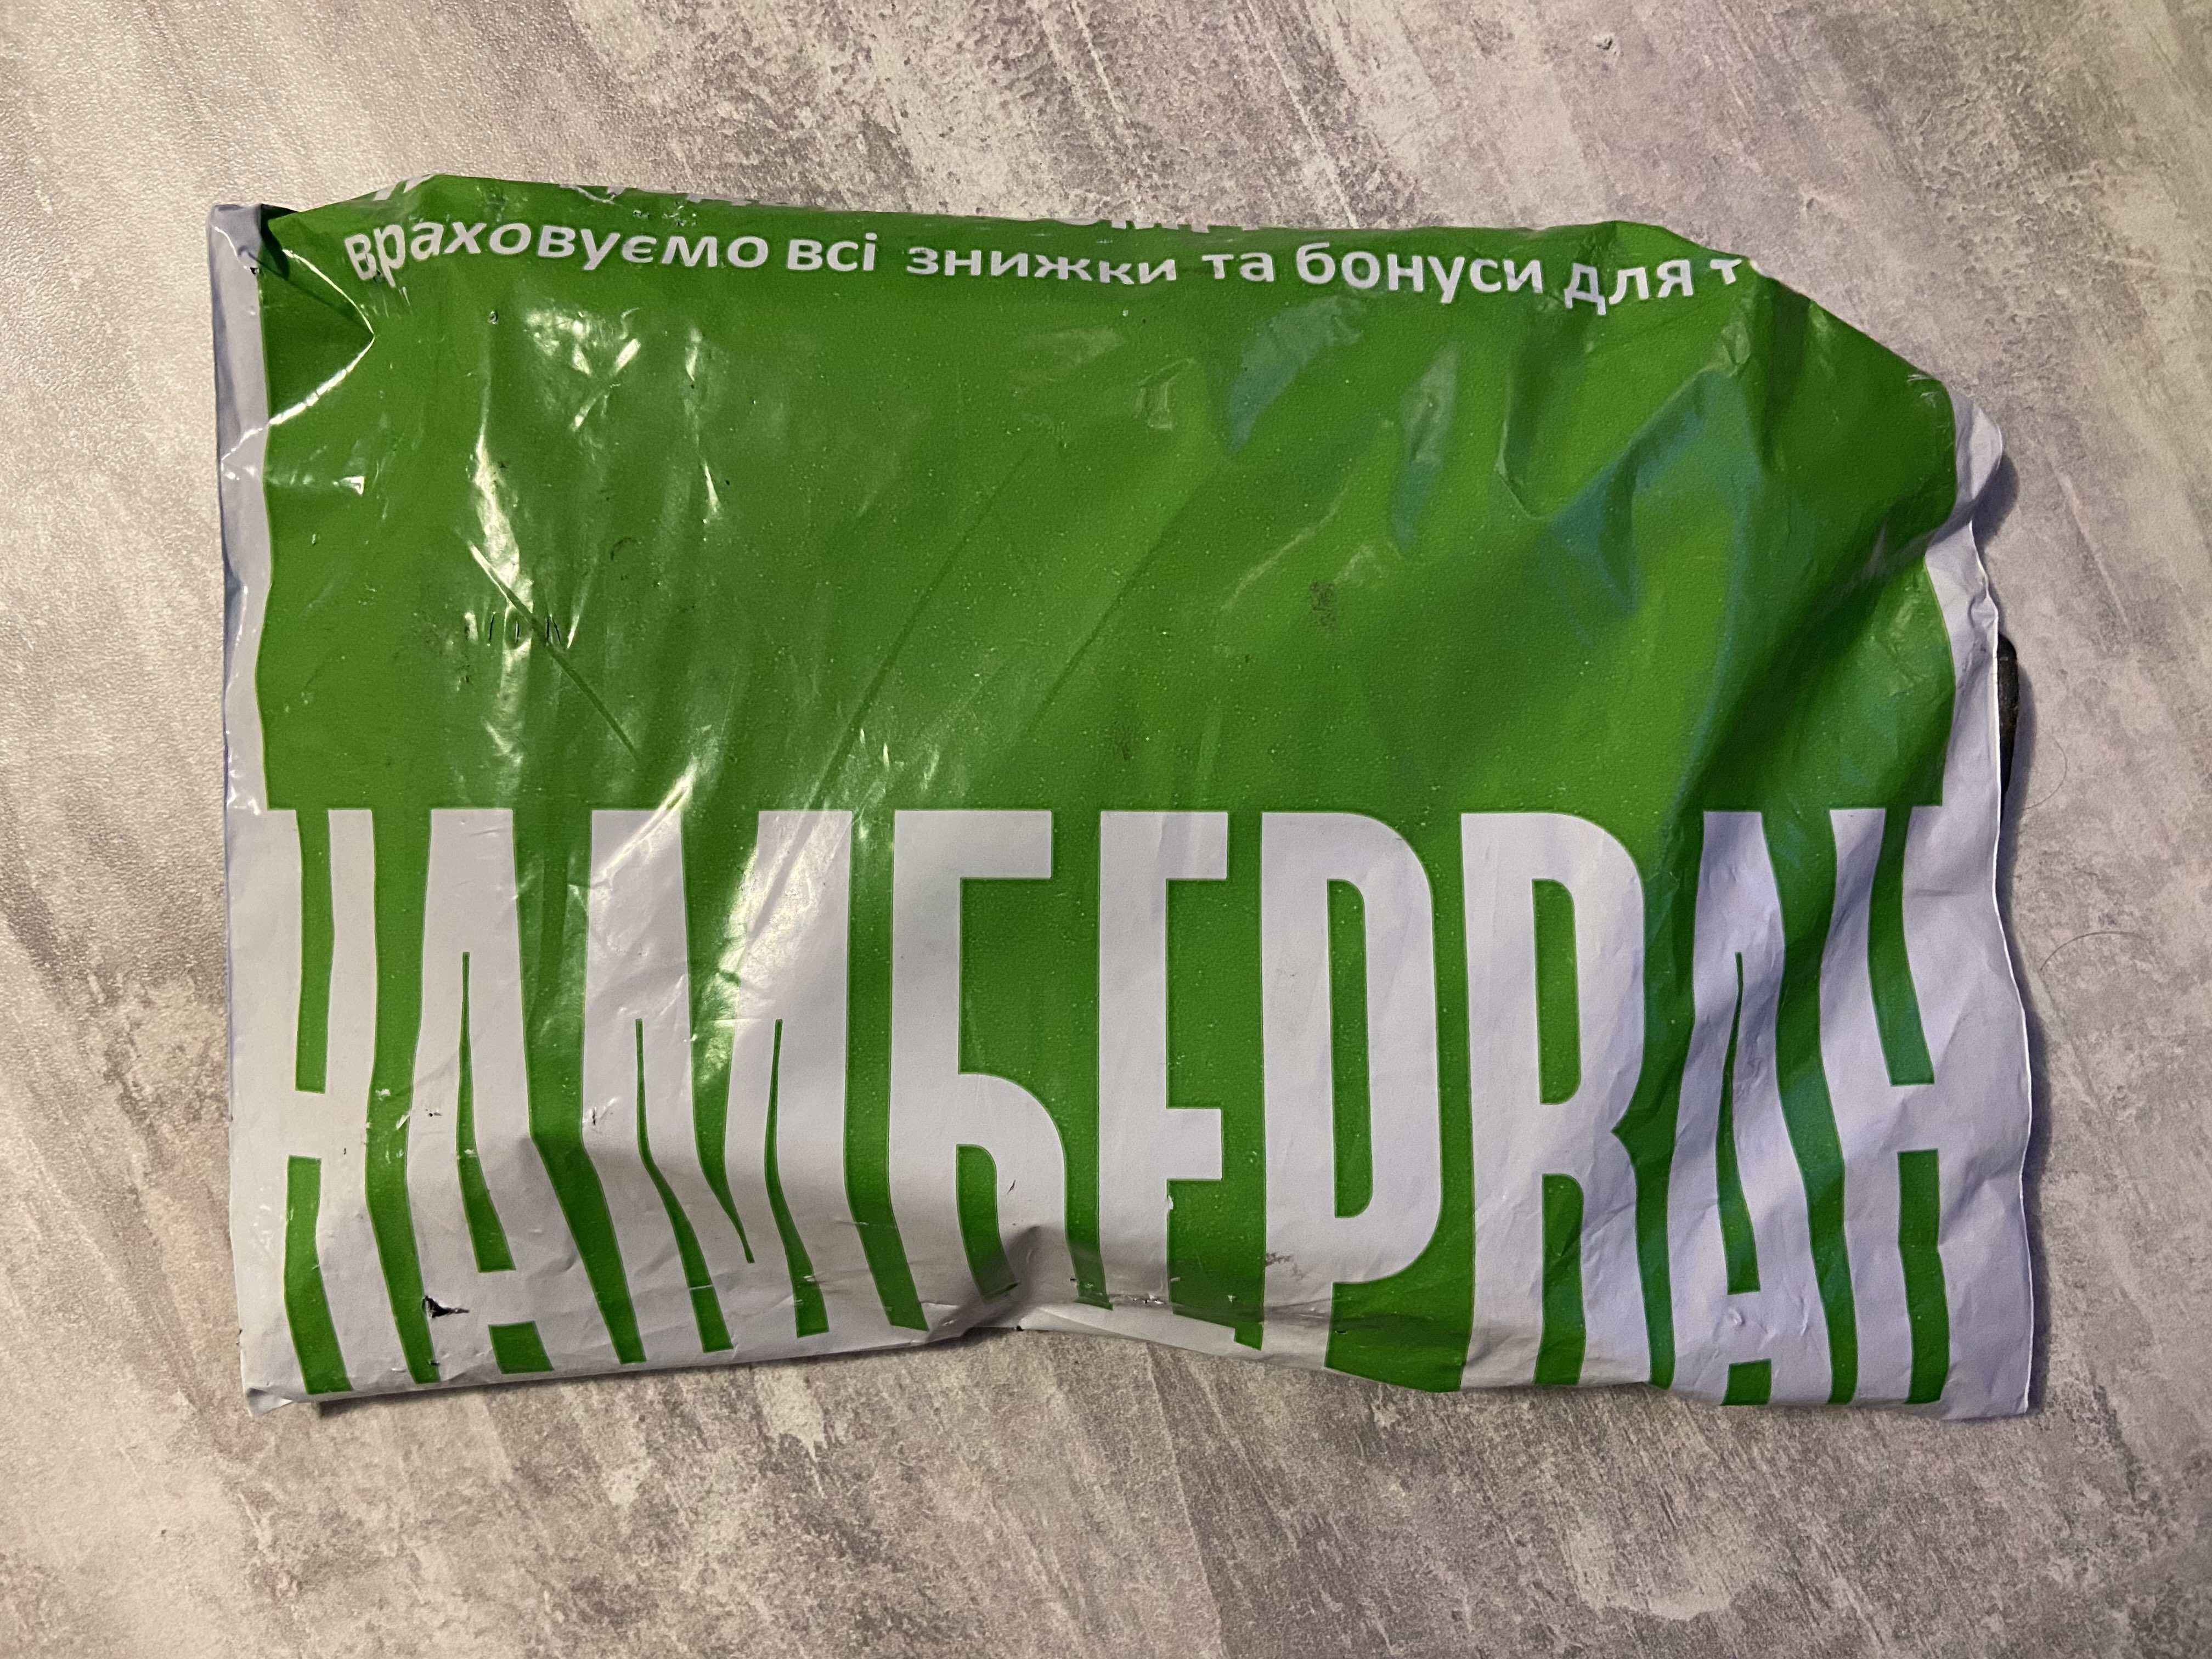 враховуємо всі знижки та бонуси для
НАМБЕРВАН